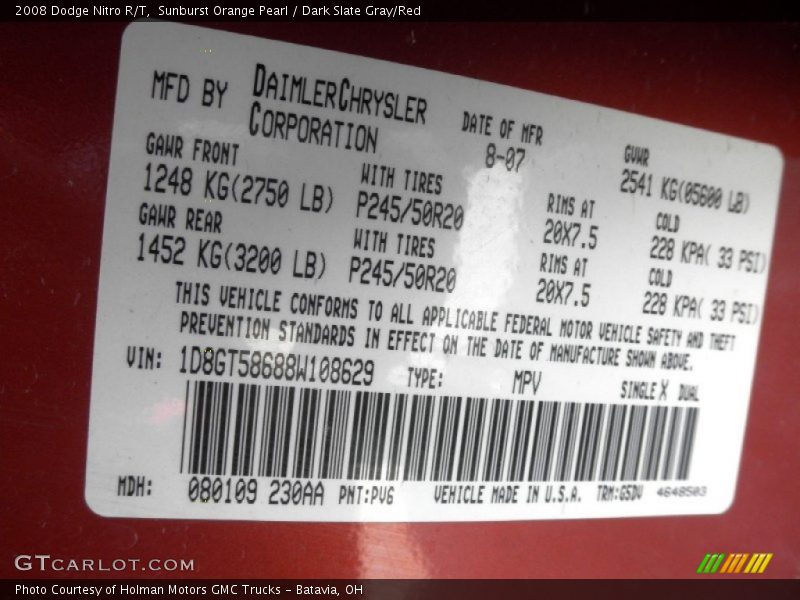 2008 Dodge Nitro R/T,  Sunburst Orange Pearl / Dark Slate Gray/Red
MFD BY DAIMLERCHRYSLER CORPORATION
DATE OF MFR 8-07
GVWR 2541 KG(05600 LB)
GAWR FRONT 1248 KG(2750 LB)
WITH TIRES P245/50R20
RIMS AT 20X7.5
COLD 228 KPA( 33 PSI)
GAWR REAR 1452 KG(3200 LB)
WITH TIRES P245/50R20
RIMS AT 20X7.5
COLD 228 KPA( 33 PSI)
THIS VEHICLE CONFORMS TO ALL APPLICABLE FEDERAL MOTOR VEHICLE SAFETY AND THEFT
PREVENTION STANDARDS IN EFFECT ON THE DATE OF MANUFACTURE SHOWN ABOVE.
VIN: 1D8GT58688W108629 TYPE: MPV SINGLE X DUAL
MDH: 080109 230AA PNT:PV6 VEHICLE MADE IN U.S.A. TRM:GSDV 4648503
GTCARLOT.COM
Photo Courtesy of Holman Motors GMC Trucks - Batavia, OH